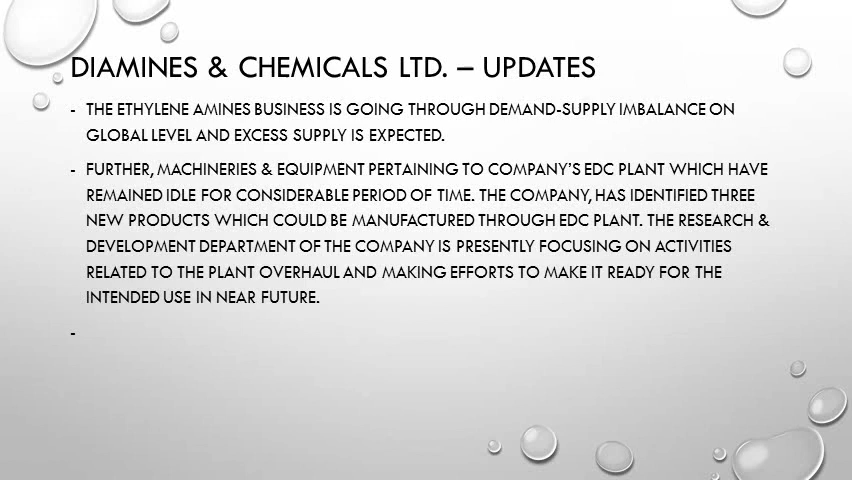 DIAMINES & CHEMICALS LTD. – UPDATES
- THE ETHYLENE AMINES BUSINESS IS GOING THROUGH DEMAND-SUPPLY IMBALANCE ON
GLOBAL LEVEL AND EXCESS SUPPLY IS EXPECTED.
- FURTHER, MACHINERIES & EQUIPMENT PERTAINING TO COMPANY'S EDC PLANT WHICH HAVE
REMAINED IDLE FOR CONSIDERABLE PERIOD OF TIME. THE COMPANY, HAS IDENTIFIED THREE
NEW PRODUCTS WHICH COULD BE MANUFACTURED THROUGH EDC PLANT. THE RESEARCH &
DEVELOPMENT DEPARTMENT OF THE COMPANY IS PRESENTLY FOCUSING ON ACTIVITIES
RELATED TO THE PLANT OVERHAUL AND MAKING EFFORTS TO MAKE IT READY FOR THE
INTENDED USE IN NEAR FUTURE.
-